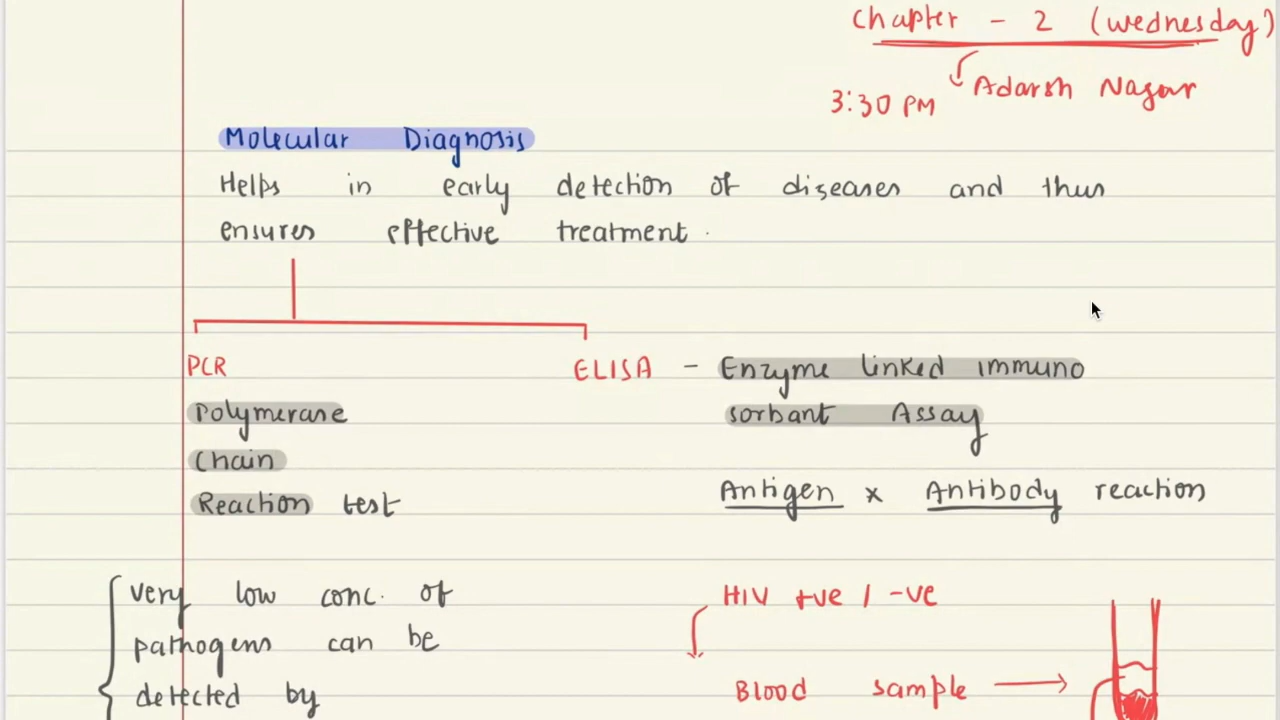 Chapter - 2 (Wednesday)
Adarsh Nagar
3:30 PM
Molecular Diagnosis
Helps in early detection of diseases and thus
ensures effective treatment.
PCR
ELISA - Enzyme linked immuno
Polymerase
sorbant Assay
Chain
Antigen x Antibody reaction
Reaction test
very low conc. of
HIV +ve / -ve
pathogens can be
detected by
Blood sample →